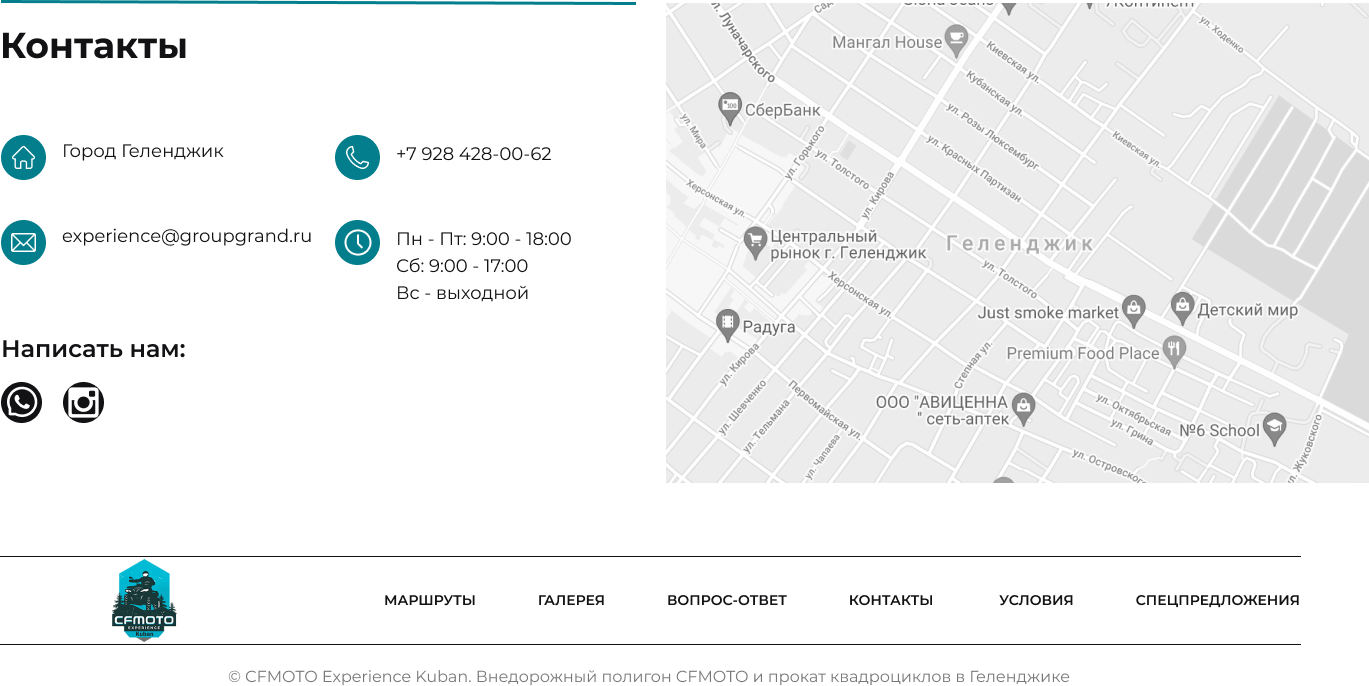 Контакты
Город Геленджик
+7 928 428-00-62
experience@groupgrand.ru
Пн - Пт: 9:00 - 18:00
Сб: 9:00 - 17:00
Вс - выходной
Написать нам:
ул. Луначарского
Мангал House
ул. Ходенко
Киевская ул.
Кубанская ул.
СберБанк
100
ул. Мира
ул. Горького
ул. Розы Люксембург
Киевская ул.
ул. Толстого
ул. Красных Партизан
ул. Кирова
Херсонская ул.
Центральный
рынок г. Геленджик
Геленджик
ул. Толстого
Херсонская ул.
Just smoke market
Детский мир
Радуга
Premium Food Place
ул. Кирова
Степная ул.
ул. Шевченко
Первомайская ул.
ООО "АВИЦЕННА
" сеть-аптек
ул. Октябрьская
ул. Грина
№6 School
ул. Тельмана
ул. Чапаева
ул. Островского
ул. Жуковского
CFMOTO
EXPERIENCE
Kuban
МАРШРУТЫ
ГАЛЕРЕЯ
ВОПРОС-ОТВЕТ
КОНТАКТЫ
УСЛОВИЯ
СПЕЦПРЕДЛОЖЕНИЯ
© CFMOTO Experience Kuban. Внедорожный полигон CFMOTO и прокат квадроциклов в Геленджике